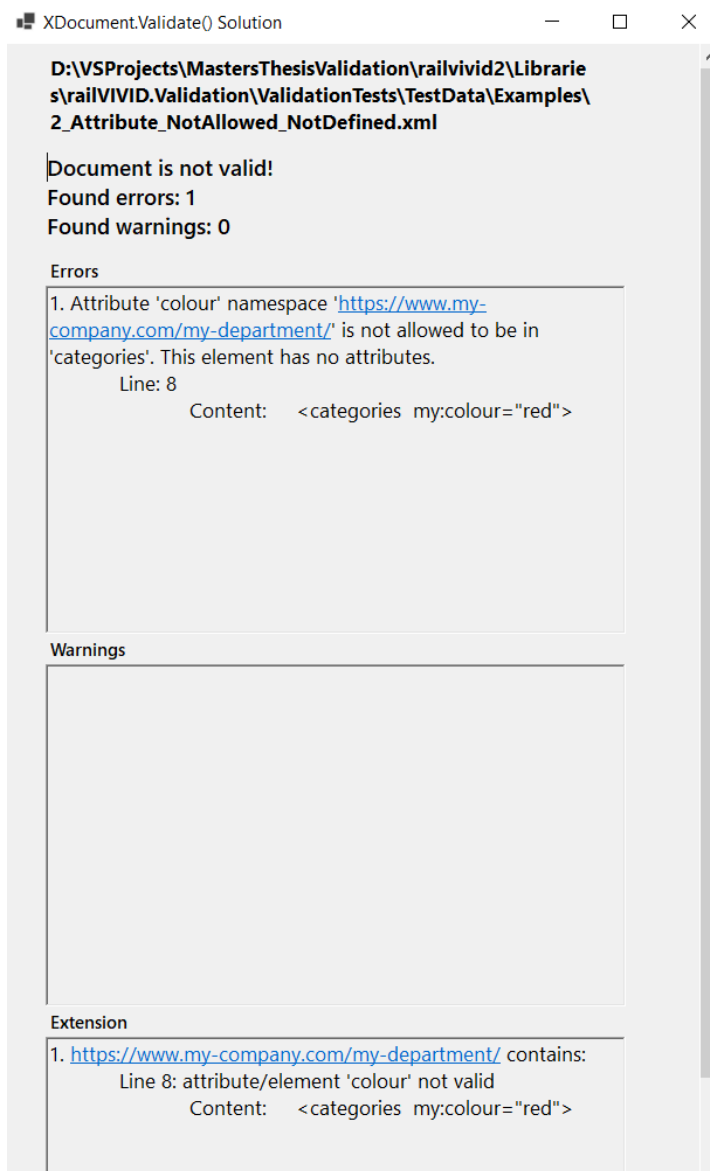 XDocument.Validate() Solution
D:\VSProjects\MastersThesisValidation\railvivid2\Librarie
s\railVIVID.Validation\ValidationTests\TestData\Examples\
2_Attribute_NotAllowed_NotDefined.xml
Document is not valid!
Found errors: 1
Found warnings: 0
Errors
1. Attribute 'colour' namespace 'https://www.my-
company.com/my-department/' is not allowed to be in
'categories'. This element has no attributes.
Line: 8
Content: <categories my:colour="red">
Warnings
Extension
1. https://www.my-company.com/my-department/ contains:
Line 8: attribute/element 'colour' not valid
Content: <categories my:colour="red">